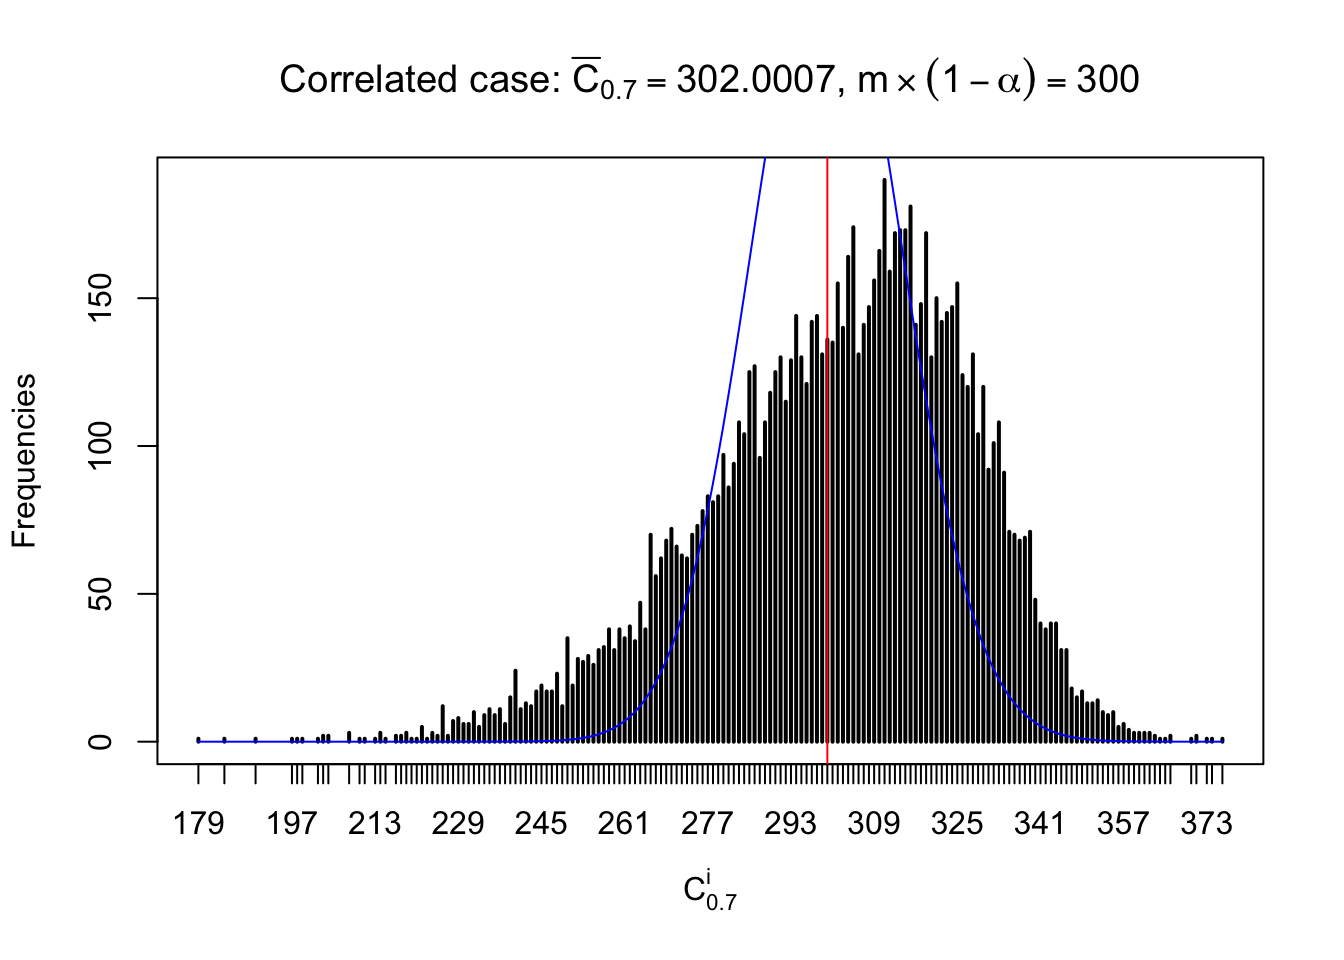 Correlated case: C̅₀.₇ = 302.0007, m × (1 − α) = 300
Frequencies
150
100
50
0
179 197 213 229 245 261 277 293 309 325 341 357 373
Cⁱ₀.₇